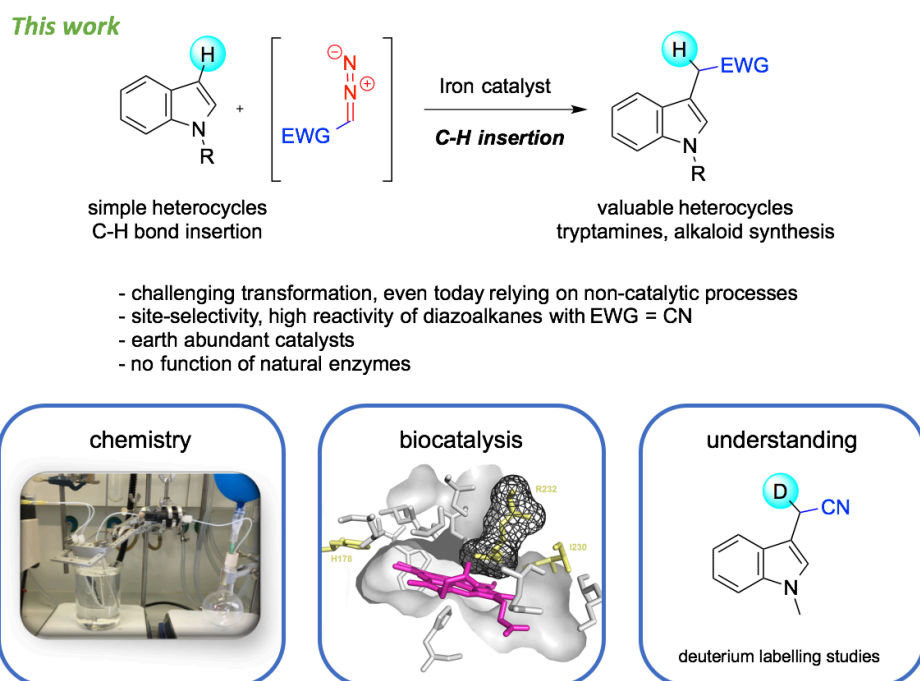 This work
H
N
N
EWG
N
R
+
Iron catalyst
C-H insertion
H
EWG
N
R
simple heterocycles
C-H bond insertion
valuable heterocycles
tryptamines, alkaloid synthesis
- challenging transformation, even today relying on non-catalytic processes
- site-selectivity, high reactivity of diazoalkanes with EWG = CN
- earth abundant catalysts
- no function of natural enzymes
chemistry
biocatalysis
R232
I230
H178
understanding
D
CN
N
deuterium labelling studies